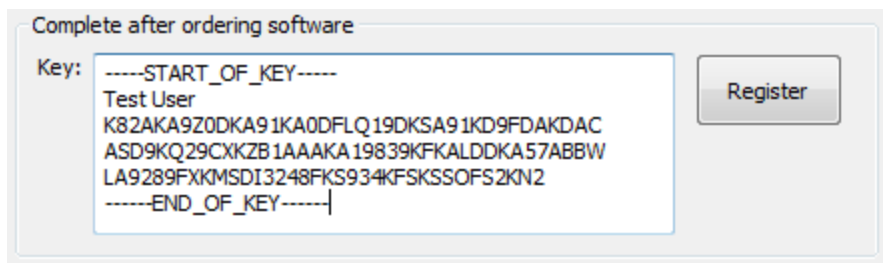 Complete after ordering software
Key:
-----START_OF_KEY-----
Test User
K82AKA9Z0DKA91KA0DFLQ19DKSA91KD9FDAKDAC
ASD9KQ29CXKZB1AAAKA19839KFKALDDKA57ABBW
LA9289FXKMSDI3248FKS934KFSKSSOFS2KN2
------END_OF_KEY------
Register